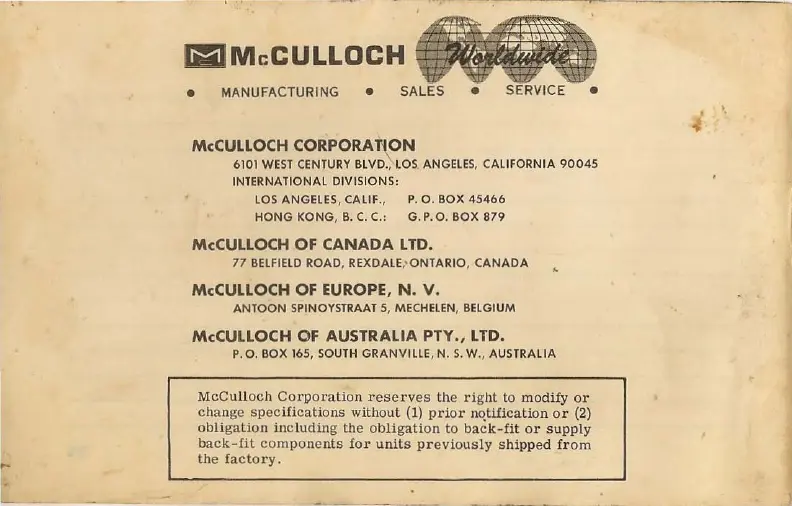 McCULLOCH Worldwide
• MANUFACTURING • SALES • SERVICE •
McCULLOCH CORPORATION
6101 WEST CENTURY BLVD., LOS ANGELES, CALIFORNIA 90045
INTERNATIONAL DIVISIONS:
LOS ANGELES, CALIF., P. O. BOX 45466
HONG KONG, B. C. C.: G. P. O. BOX 879
McCULLOCH OF CANADA LTD.
77 BELFIELD ROAD, REXDALE, ONTARIO, CANADA
McCULLOCH OF EUROPE, N. V.
ANTOON SPINOYSTRAAT 5, MECHELEN, BELGIUM
McCULLOCH OF AUSTRALIA PTY., LTD.
P. O. BOX 165, SOUTH GRANVILLE, N. S. W., AUSTRALIA
McCulloch Corporation reserves the right to modify or
change specifications without (1) prior notification or (2)
obligation including the obligation to back-fit or supply
back-fit components for units previously shipped from
the factory.